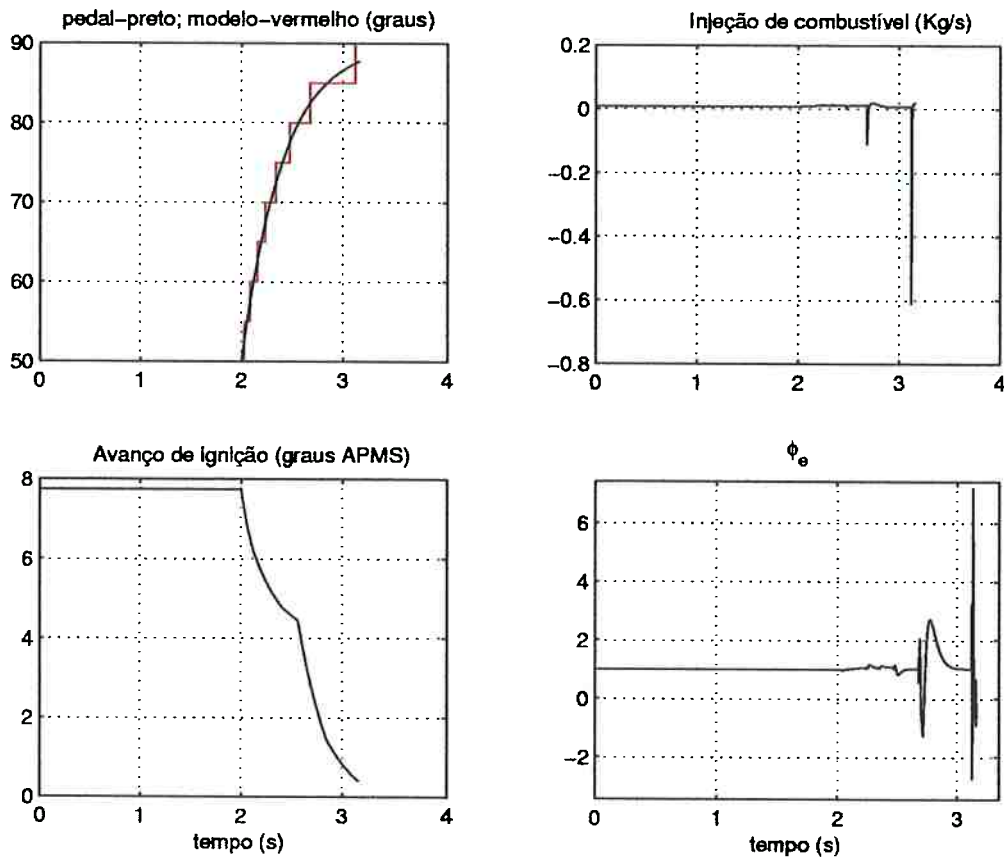 pedal-preto; modelo-vermelho (graus)
90
80
70
60
50
0 1 2 3 4
Injeção de combustível (Kg/s)
0.2
0
-0.2
-0.4
-0.6
-0.8
0 1 2 3 4
Avanço de ignição (graus APMS)
8
6
4
2
0
0 1 2 3 4
tempo (s)
ϕe
6
4
2
0
-2
0 1 2 3
tempo (s)